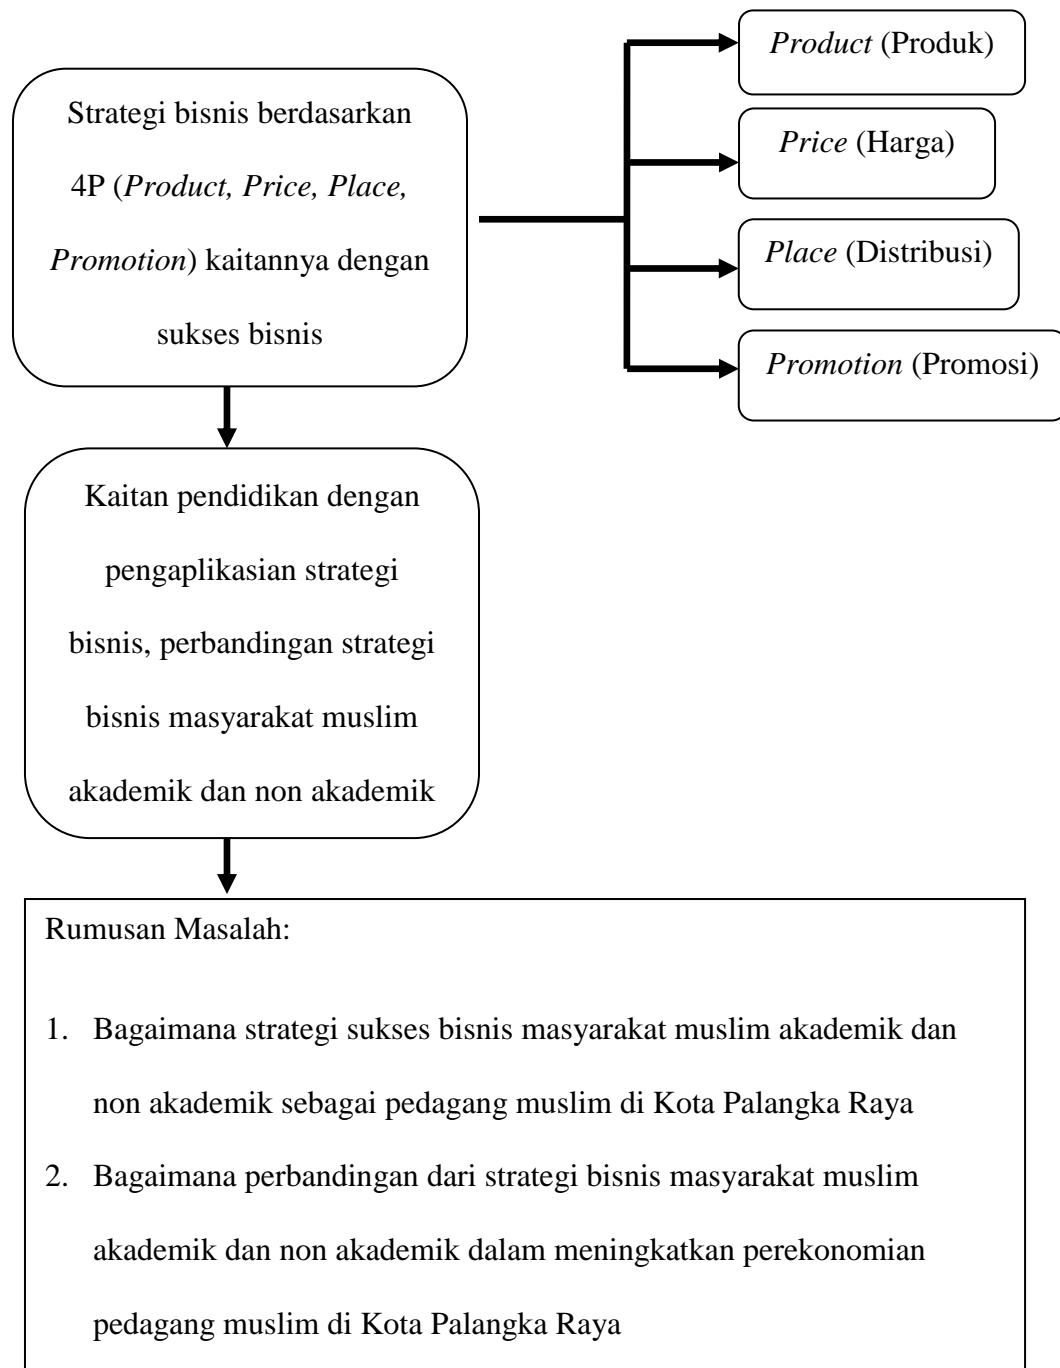 Strategi bisnis berdasarkan
4P (Product, Price, Place,
Promotion) kaitannya dengan
sukses bisnis
Product (Produk)
Price (Harga)
Place (Distribusi)
Promotion (Promosi)
Kaitan pendidikan dengan
pengaplikasian strategi
bisnis, perbandingan strategi
bisnis masyarakat muslim
akademik dan non akademik
Rumusan Masalah:
1. Bagaimana strategi sukses bisnis masyarakat muslim akademik dan
non akademik sebagai pedagang muslim di Kota Palangka Raya
2. Bagaimana perbandingan dari strategi bisnis masyarakat muslim
akademik dan non akademik dalam meningkatkan perekonomian
pedagang muslim di Kota Palangka Raya